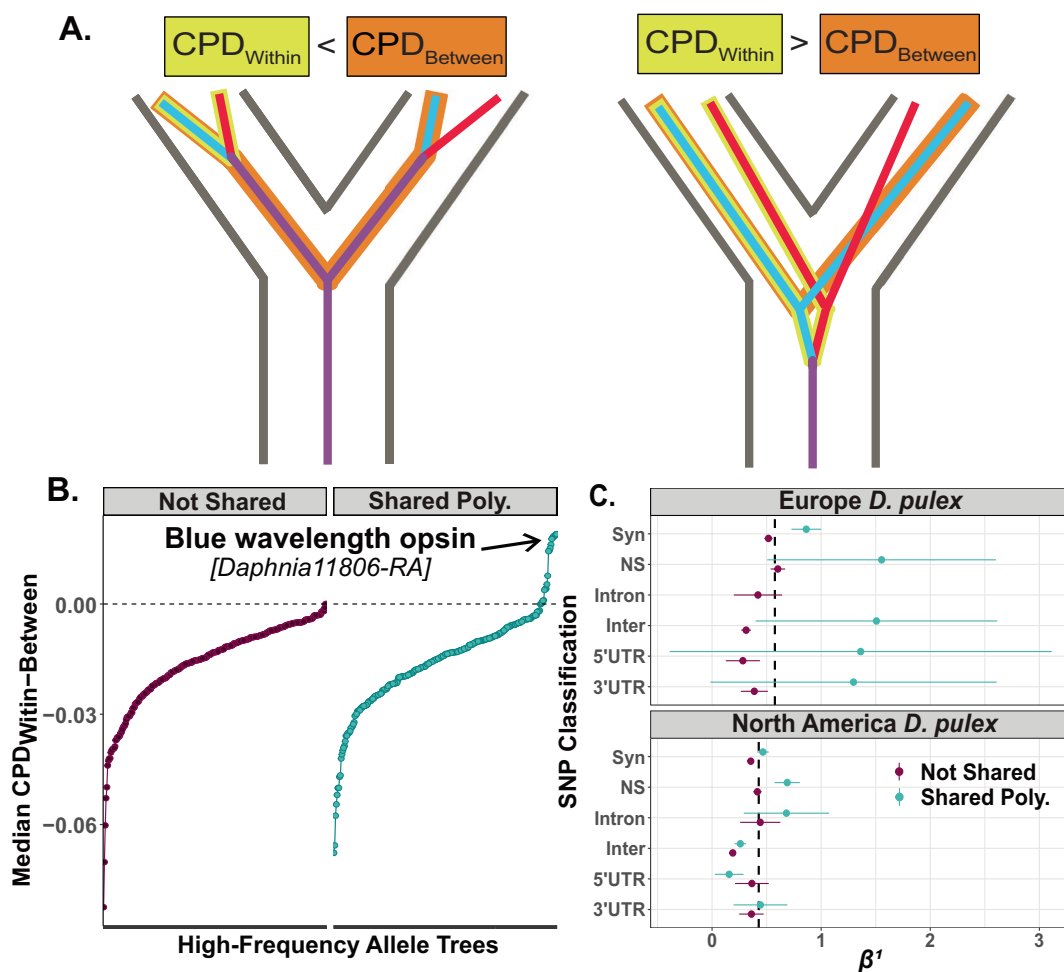 A.
CPDWithin < CPDBetween
CPDWithin > CPDBetween
B.
Not Shared
Shared Poly.
Blue wavelength opsin
[Daphnia11806-RA]
0.00
−0.03
−0.06
Median CPDWitin−Between
High-Frequency Allele Trees
C.
Europe D. pulex
Syn
NS
Intron
Inter
5'UTR
3'UTR
North America D. pulex
Syn
NS
Intron
Inter
5'UTR
3'UTR
Not Shared
Shared Poly.
SNP Classification
0 1 2 3
β¹